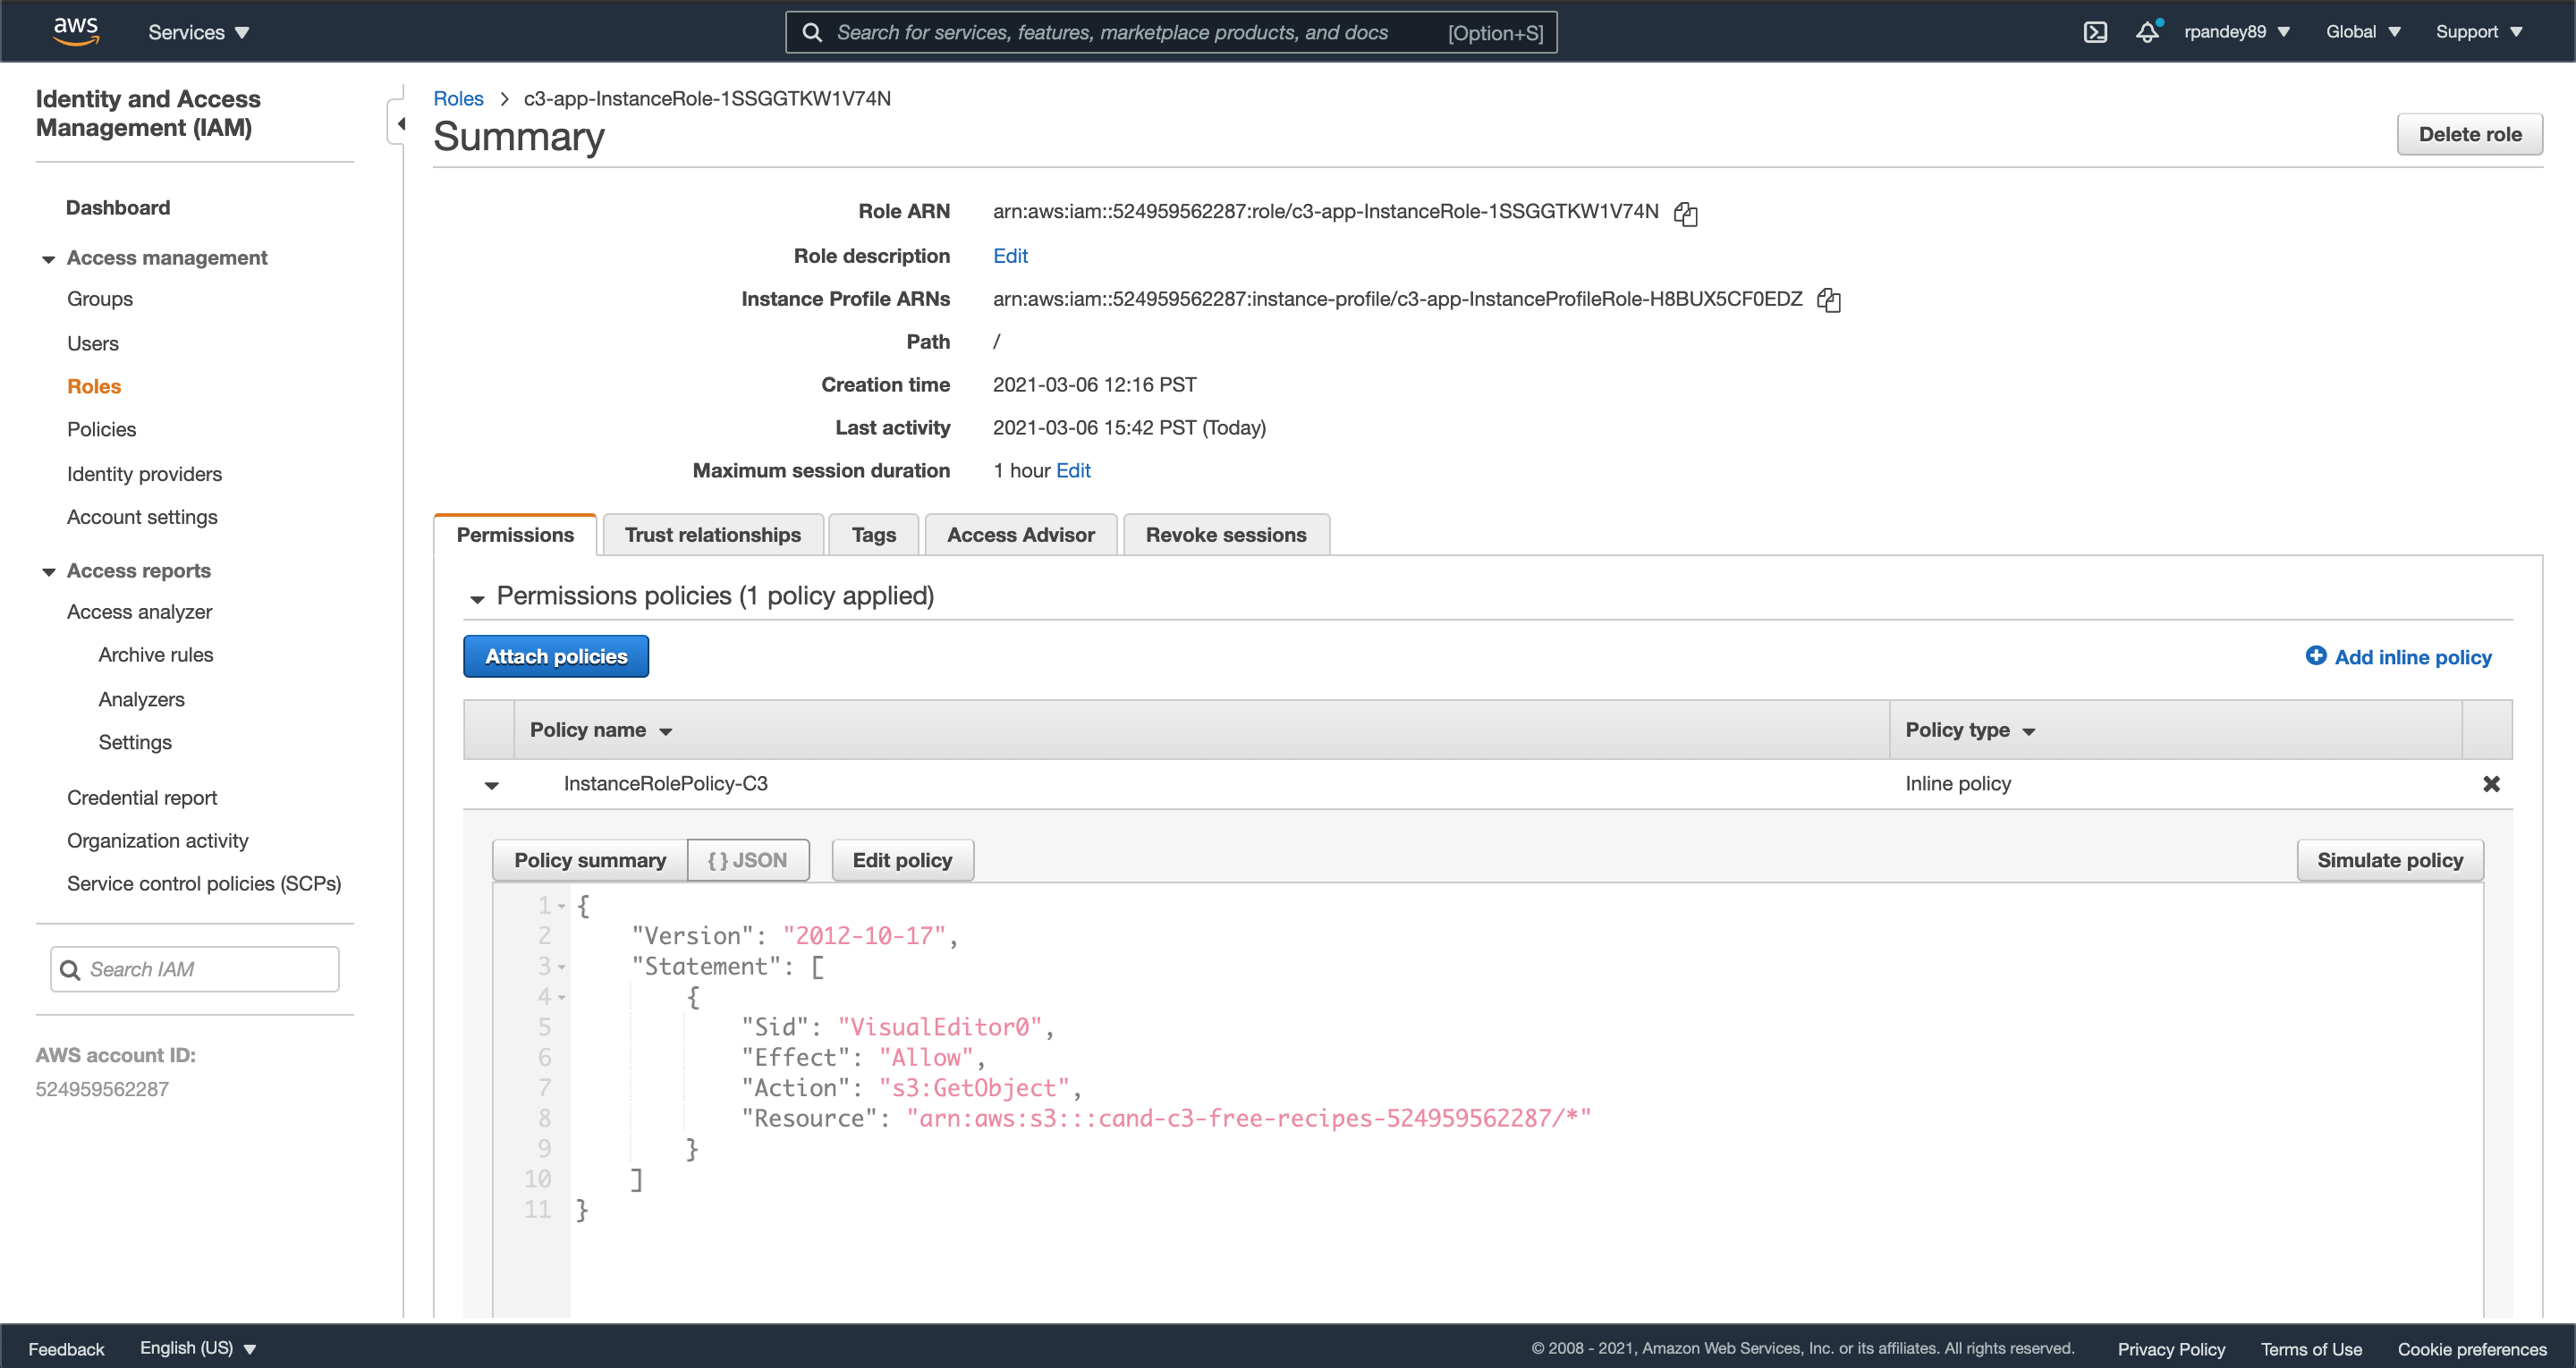 aws
Services
Search for services, features, marketplace products, and docs [Option+S]
rpandey89
Global
Support
Identity and Access
Management (IAM)
Dashboard
Access management
Groups
Users
Roles
Policies
Identity providers
Account settings
Access reports
Access analyzer
Archive rules
Analyzers
Settings
Credential report
Organization activity
Service control policies (SCPs)
Search IAM
AWS account ID:
524959562287
Roles > c3-app-InstanceRole-1SSGGTKW1V74N
Summary
Delete role
Role ARN arn:aws:iam::524959562287:role/c3-app-InstanceRole-1SSGGTKW1V74N
Role description Edit
Instance Profile ARNs arn:aws:iam::524959562287:instance-profile/c3-app-InstanceProfileRole-H8BUX5CF0EDZ
Path /
Creation time 2021-03-06 12:16 PST
Last activity 2021-03-06 15:42 PST (Today)
Maximum session duration 1 hour Edit
Permissions Trust relationships Tags Access Advisor Revoke sessions
Permissions policies (1 policy applied)
Attach policies
Add inline policy
Policy name Policy type
InstanceRolePolicy-C3 Inline policy
Policy summary { } JSON Edit policy Simulate policy
1 {
2 "Version": "2012-10-17",
3 "Statement": [
4 {
5 "Sid": "VisualEditor0",
6 "Effect": "Allow",
7 "Action": "s3:GetObject",
8 "Resource": "arn:aws:s3:::cand-c3-free-recipes-524959562287/*"
9 }
10 ]
11 }
Feedback English (US) © 2008 - 2021, Amazon Web Services, Inc. or its affiliates. All rights reserved. Privacy Policy Terms of Use Cookie preferences